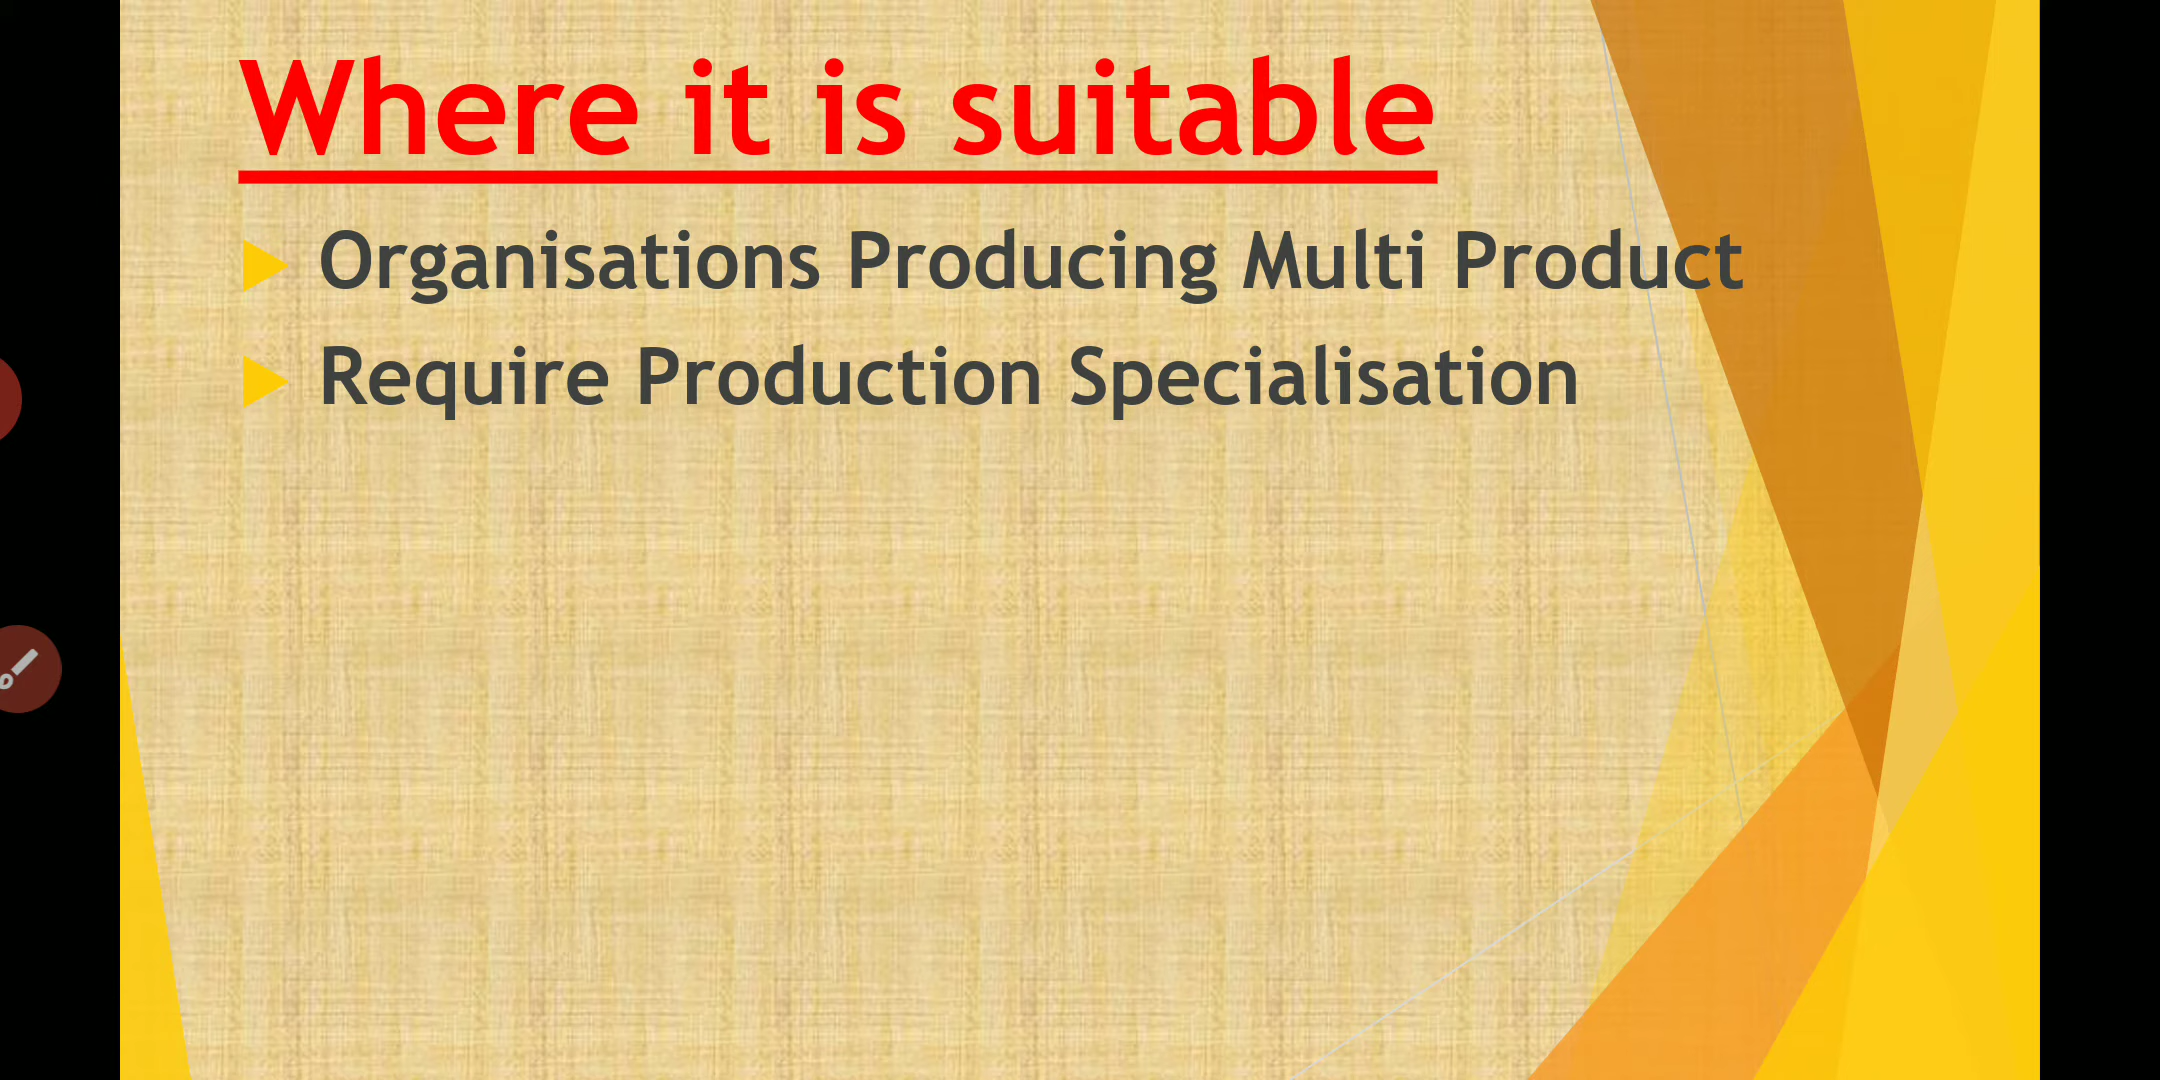 Where it is suitable
Organisations Producing Multi Product
Require Production Specialisation